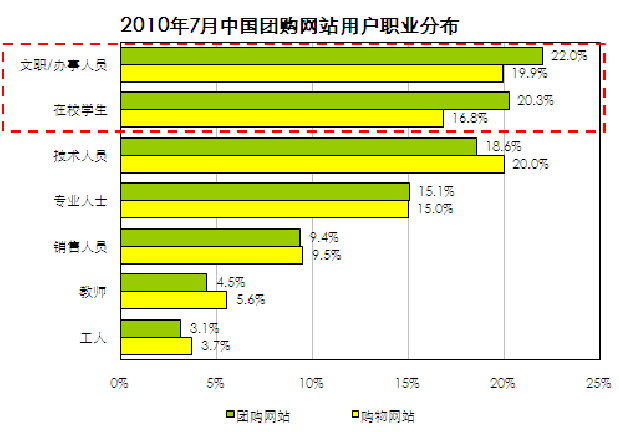 2010年7月中国团购网站用户职业分布
文职/办事人员
22.0%
19.9%
在校学生
20.3%
16.8%
技术人员
18.6%
20.0%
专业人士
15.1%
15.0%
销售人员
9.4%
9.5%
教师
4.5%
5.6%
工人
3.1%
3.7%
0% 5% 10% 15% 20% 25%
团购网站 购物网站